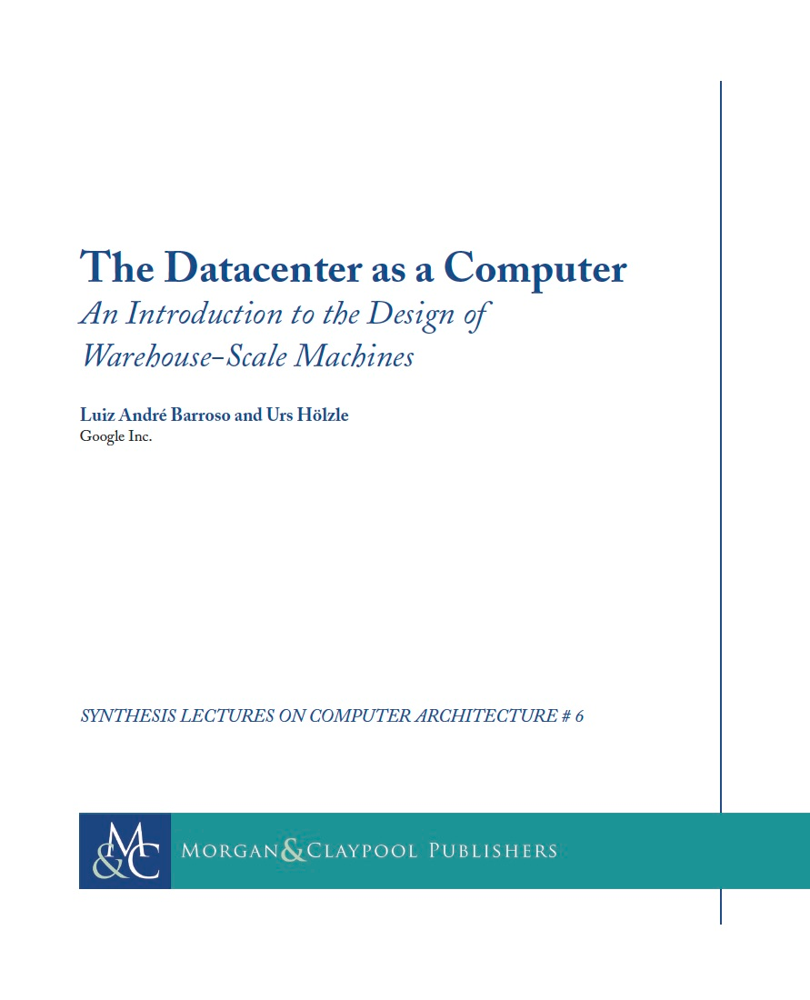 The Datacenter as a Computer
An Introduction to the Design of
Warehouse-Scale Machines
Luiz André Barroso and Urs Hölzle
Google Inc.
SYNTHESIS LECTURES ON COMPUTER ARCHITECTURE # 6
M&C MORGAN&CLAYPOOL PUBLISHERS